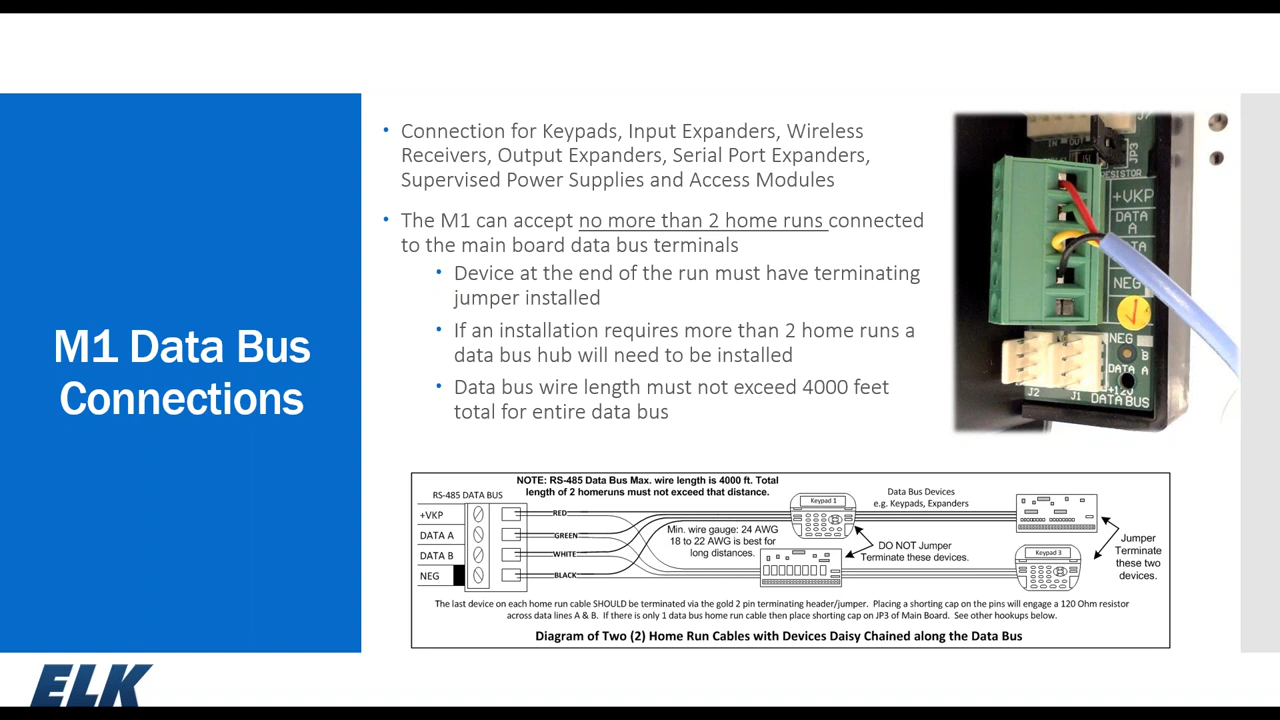 M1 Data Bus
Connections
• Connection for Keypads, Input Expanders, Wireless
Receivers, Output Expanders, Serial Port Expanders,
Supervised Power Supplies and Access Modules
• The M1 can accept no more than 2 home runs connected
to the main board data bus terminals
• Device at the end of the run must have terminating
jumper installed
• If an installation requires more than 2 home runs a
data bus hub will need to be installed
• Data bus wire length must not exceed 4000 feet
total for entire data bus
JP3
+VKP
DATA
A
NEG
NEG
B
DATA A
+12V
J2
J1
DATA BUS
NOTE: RS-485 Data Bus Max. wire length is 4000 ft. Total
length of 2 homeruns must not exceed that distance.
RS-485 DATA BUS
+VKP
DATA A
DATA B
NEG
RED
GREEN
WHITE
BLACK
Min. wire gauge: 24 AWG
18 to 22 AWG is best for
long distances.
Keypad 1
Data Bus Devices
e.g. Keypads, Expanders
DO NOT Jumper
Terminate these devices.
Keypad 3
Jumper
Terminate
these two
devices.
The last device on each home run cable SHOULD be terminated via the gold 2 pin terminating header/jumper. Placing a shorting cap on the pins will engage a 120 Ohm resistor
across data lines A & B. If there is only 1 data bus home run cable then place shorting cap on JP3 of Main Board. See other hookups below.
Diagram of Two (2) Home Run Cables with Devices Daisy Chained along the Data Bus
ELK